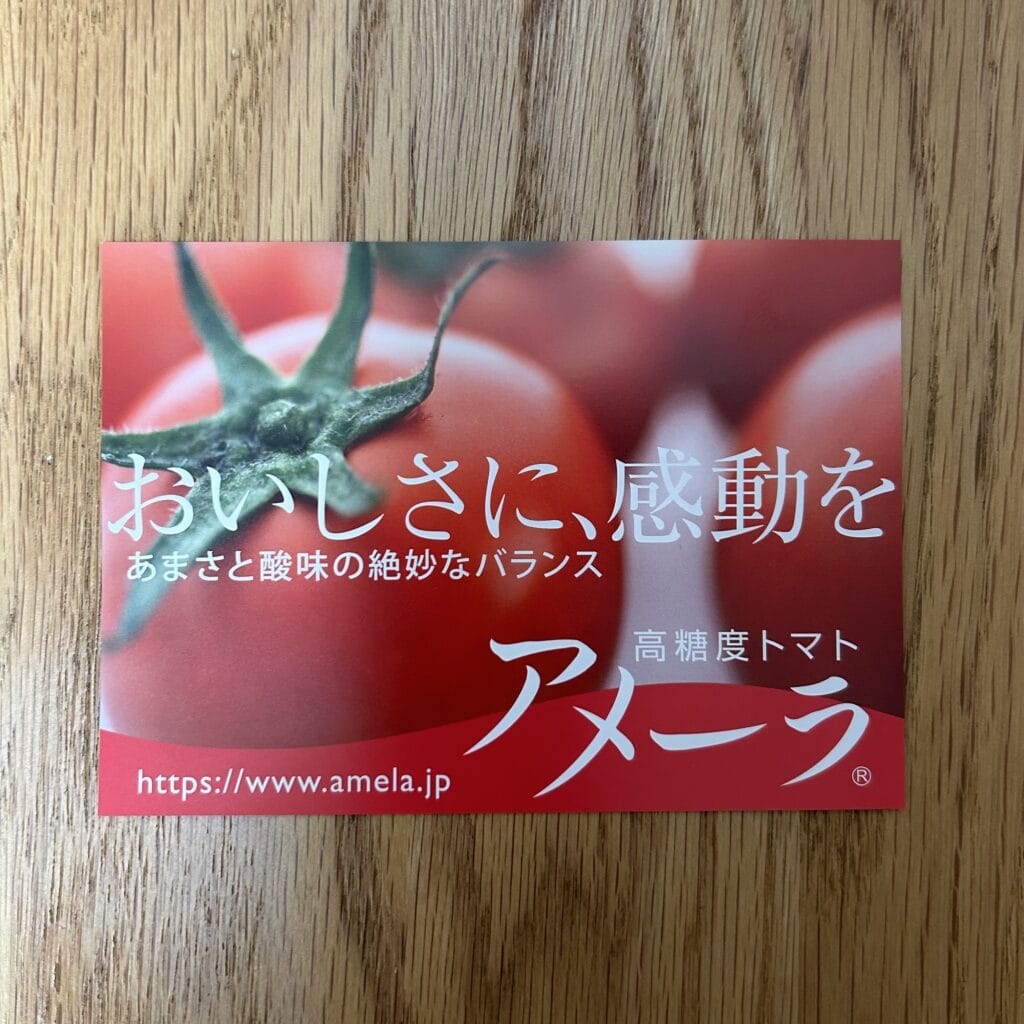 おいしさに、感動を
あまさと酸味の絶妙なバランス
高糖度トマト
アメーラ®
https://www.amela.jp